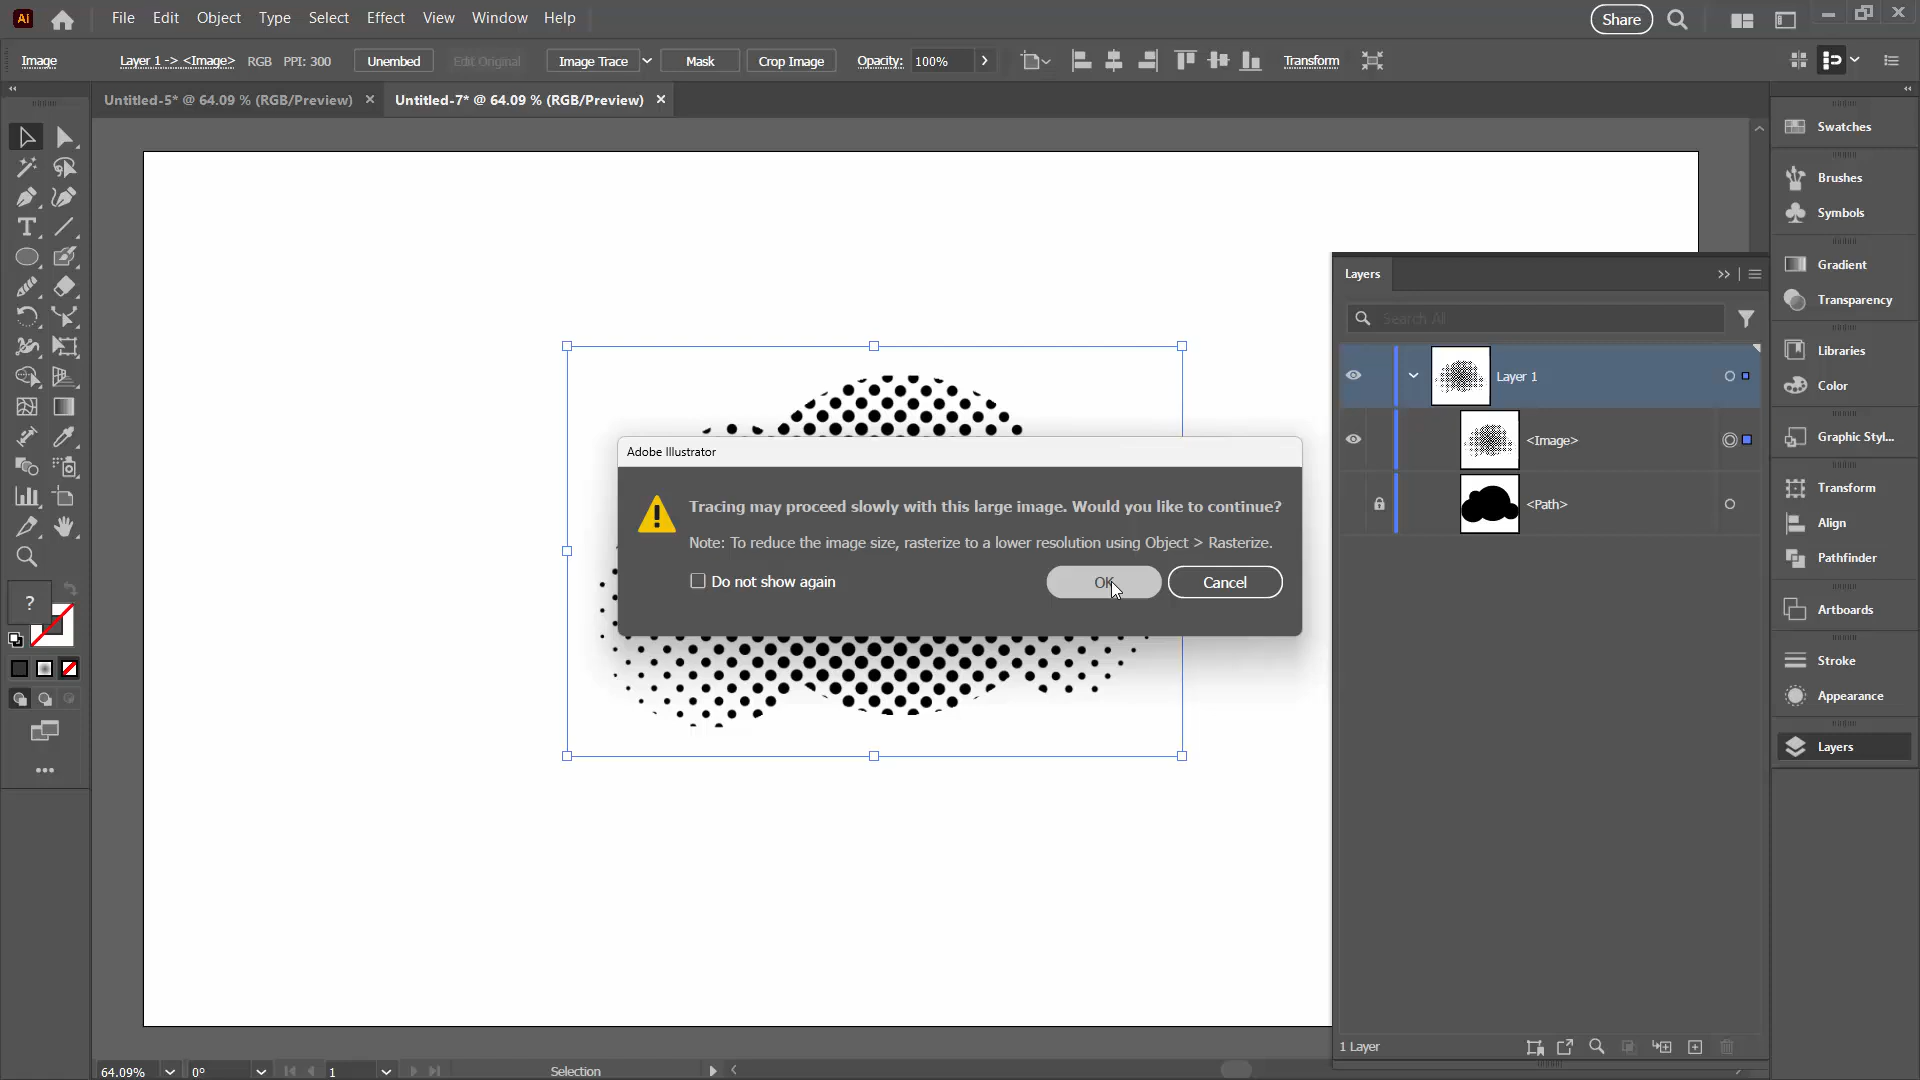 Ai File Edit Object Type Select Effect View Window Help Share
Image Layer 1 -> <Image> RGB PPI: 300 Unembed Edit Original Image Trace Mask Crop Image Opacity: 100% Transform
Untitled-5* @ 64.09 % (RGB/Preview) Untitled-7* @ 64.09 % (RGB/Preview)
Swatches
Brushes
Symbols
Gradient
Transparency
Libraries
Color
Graphic Styl...
Transform
Align
Pathfinder
Artboards
Stroke
Appearance
Layers
Layers
Search All
Layer 1
<Image>
<Path>
Adobe Illustrator
Tracing may proceed slowly with this large image. Would you like to continue?
Note: To reduce the image size, rasterize to a lower resolution using Object > Rasterize.
Do not show again OK Cancel
?
1 Layer
64.09% 0° 1 Selection